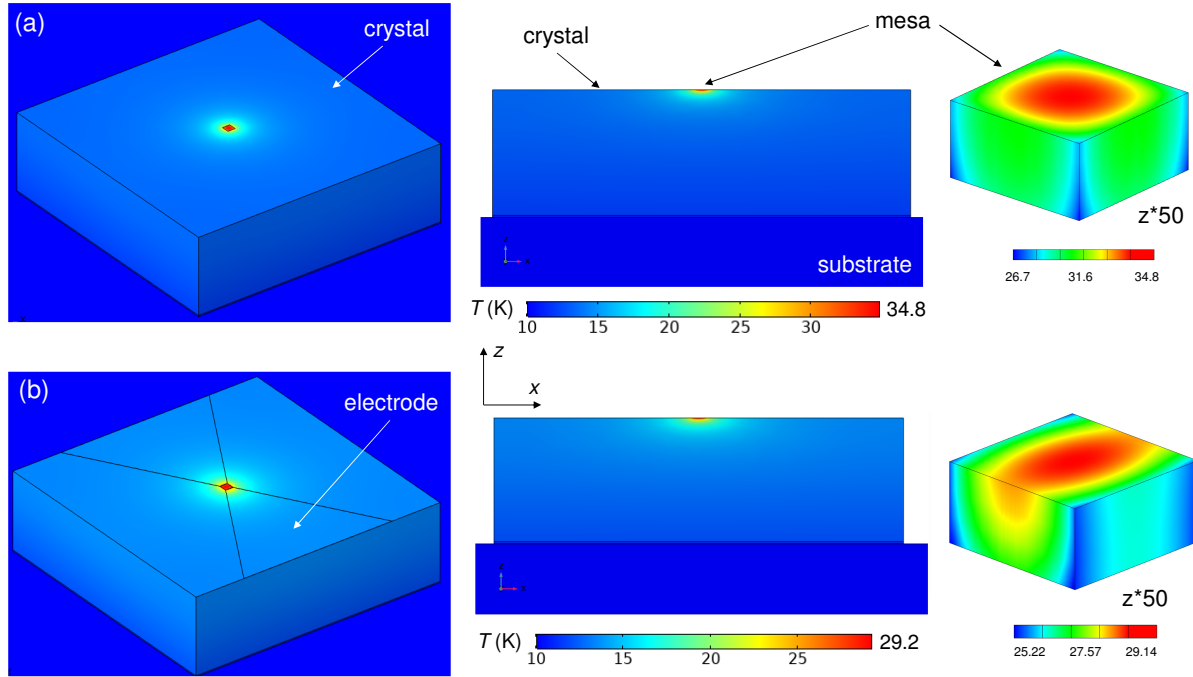 (a)
crystal
crystal
mesa
substrate
z*50
26.7 31.6 34.8
T (K) 34.8
10 15 20 25 30
(b)
electrode
z
x
z*50
25.22 27.57 29.14
T (K) 29.2
10 15 20 25